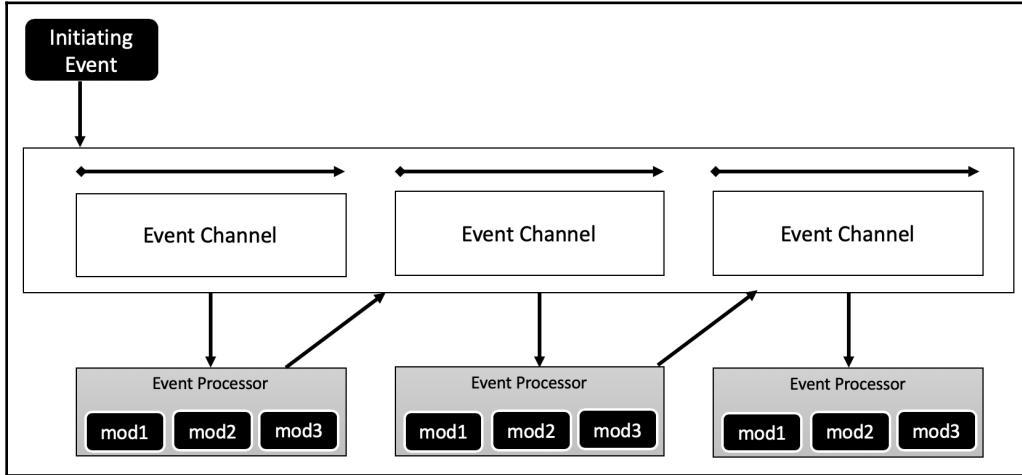 Initiating
Event
Event Channel
Event Channel
Event Channel
Event Processor
mod1 mod2 mod3
Event Processor
mod1 mod2 mod3
Event Processor
mod1 mod2 mod3